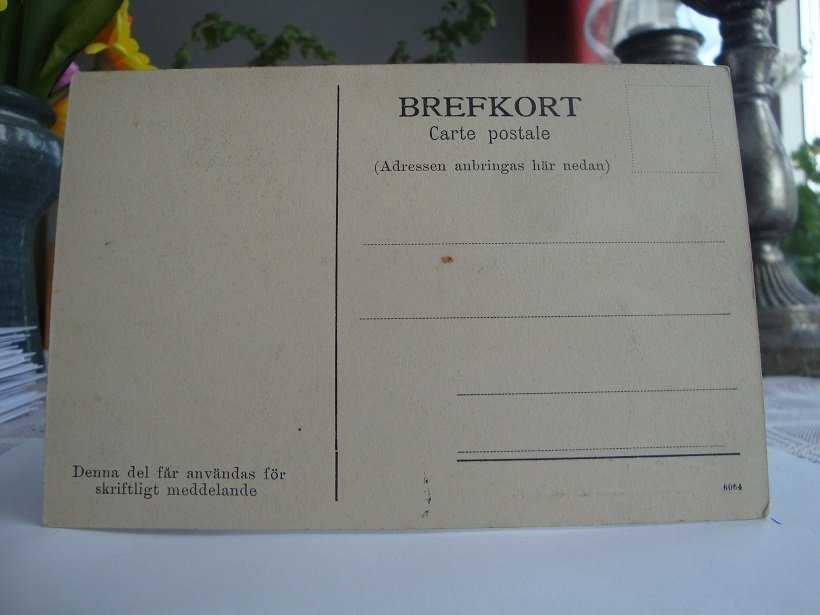 BREFKORT
Carte postale
(Adressen anbringas här nedan)
Denna del får användas för
skriftligt meddelande
6064